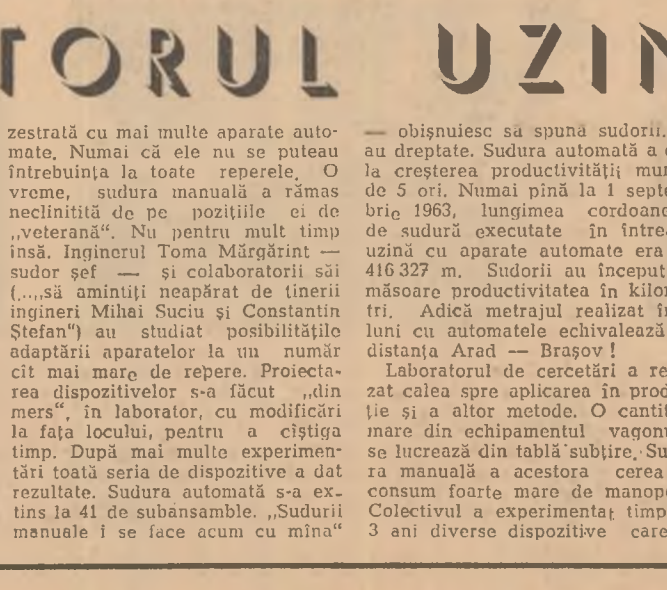 TORUL UZIN
zestrată cu mai multe aparate auto-
mate. Numai că ele nu se puteau
întrebuința la toate reperele. O
vreme, sudura manuală a rămas
neclinitită de pe pozițiile ei de
„veterană“. Nu pentru mult timp
însă. Inginerul Toma Mărgărint —
sudor șef — și colaboratorii săi
(...„să amintiți neapărat de tinerii
ingineri Mihai Suciu și Constantin
Ștefan") au studiat posibilitățile
adaptării aparatelor la un număr
cît mai mare de repere. Proiecta-
rea dispozitivelor s-a făcut „din
mers“, în laborator, cu modificări
la fața locului, pentru a cîștiga
timp. După mai multe experimen-
tări toată seria de dispozitive a dat
rezultate. Sudura automată s-a ex-
tins la 41 de subansamble. „Sudurii
manuale i se face acum cu mîna“
— obișnuiesc să spună sudorii.
au dreptate. Sudura automată a
la creșterea productivității mun
de 5 ori. Numai pînă la 1 septe
brie 1963, lungimea cordoane
de sudură executate în între
uzină cu aparate automate era
416 327 m. Sudorii au început
măsoare productivitatea în kilo
tri. Adică metrajul realizat în
luni cu automatele echivalează
distanța Arad — Brașov !
Laboratorul de cercetări a re
zat calea spre aplicarea în prod
ție și a altor metode. O cantit
mare din echipamentul vagon
se lucrează din tablă subțire. Su
ra manuală a acestora cerea
consum foarte mare de manop
Colectivul a experimentat timp
3 ani diverse dispozitive care